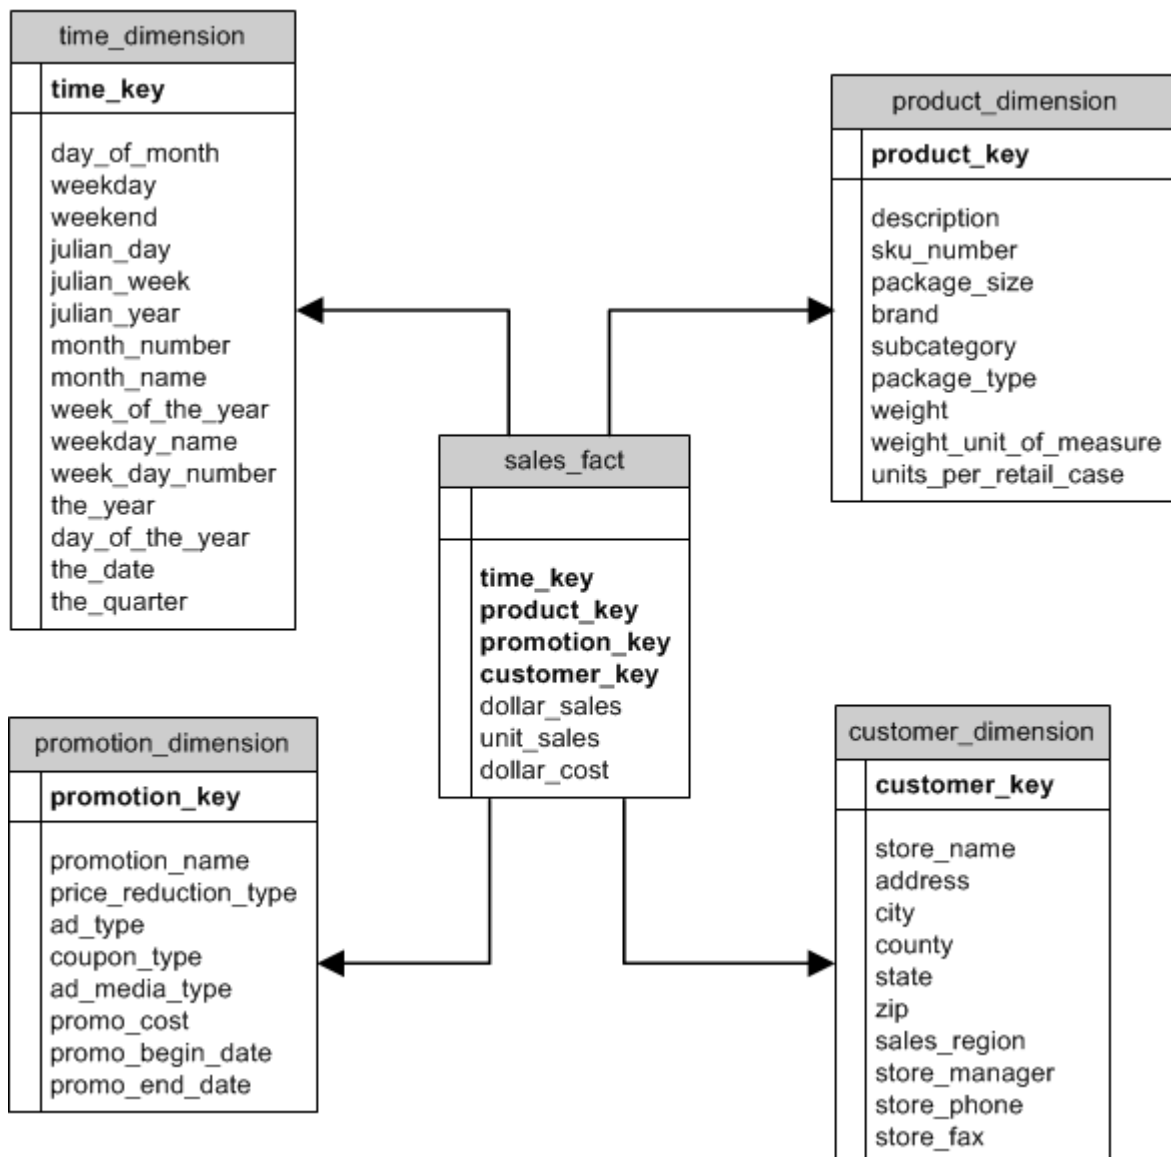 time_dimension
time_key
day_of_month
weekday
weekend
julian_day
julian_week
julian_year
month_number
month_name
week_of_the_year
weekday_name
week_day_number
the_year
day_of_the_year
the_date
the_quarter
product_dimension
product_key
description
sku_number
package_size
brand
subcategory
package_type
weight
weight_unit_of_measure
units_per_retail_case
sales_fact
time_key
product_key
promotion_key
customer_key
dollar_sales
unit_sales
dollar_cost
promotion_dimension
promotion_key
promotion_name
price_reduction_type
ad_type
coupon_type
ad_media_type
promo_cost
promo_begin_date
promo_end_date
customer_dimension
customer_key
store_name
address
city
county
state
zip
sales_region
store_manager
store_phone
store_fax